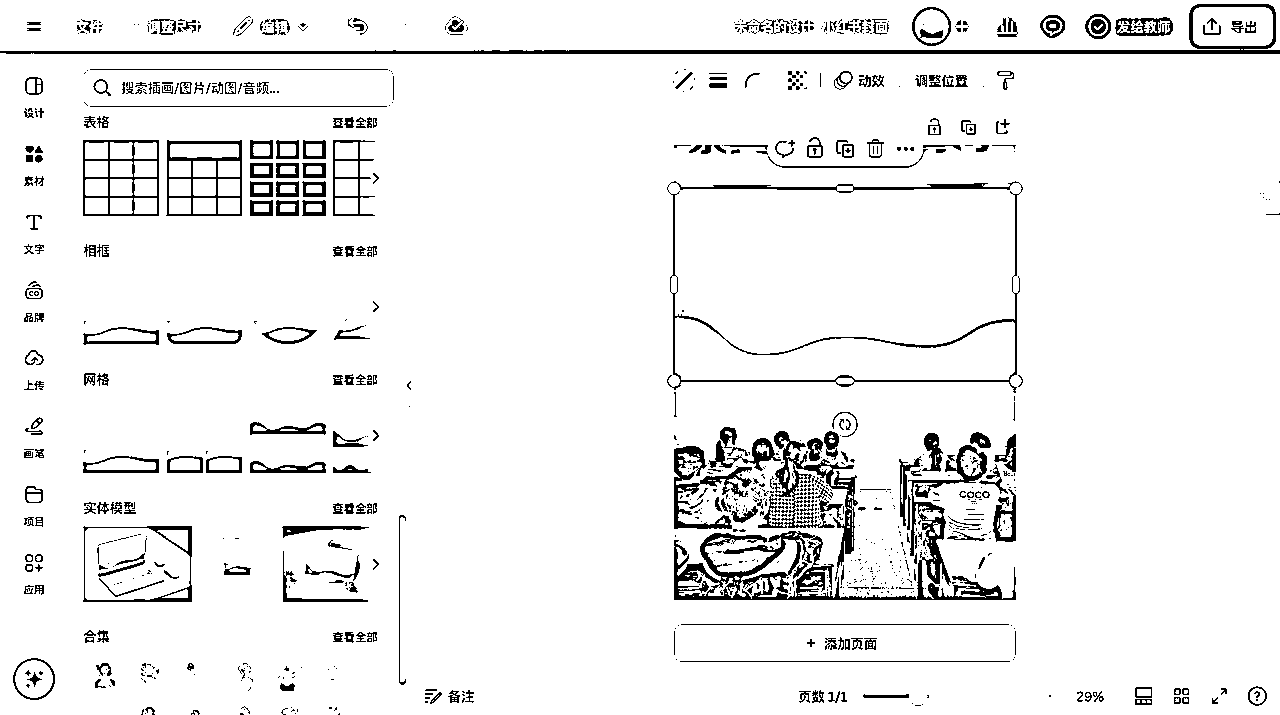 文件 调整尺寸 编辑 未命名的设计 - 小红书封面 发给教师 导出
搜索插画/图片/动图/音频...
动效 调整位置
设计
素材
文字
品牌
上传
画笔
项目
应用
表格 查看全部
相框 查看全部
网格 查看全部
实体模型 查看全部
合集 查看全部
COCO
+ 添加页面
备注 页数 1/1 29%